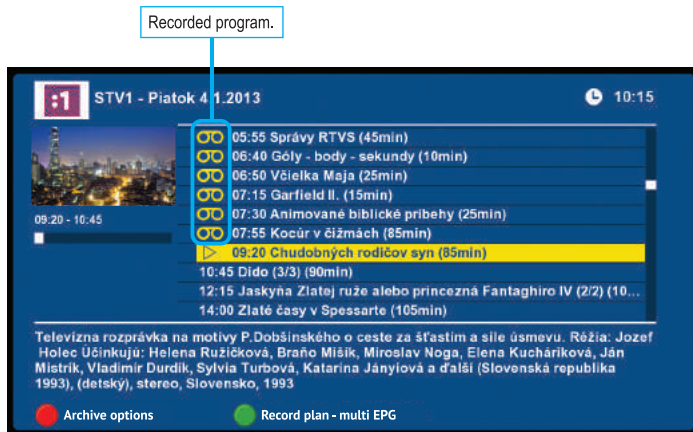 Recorded program.
:1 STV1 - Piatok 4.1.2013 10:15
05:55 Správy RTVS (45min)
06:40 Góly - body - sekundy (10min)
06:50 Včielka Maja (25min)
07:15 Garfield II. (15min)
07:30 Animované biblické príbehy (25min)
09:20 - 10:45
07:55 Kocúr v čižmách (85min)
09:20 Chudobných rodičov syn (85min)
10:45 Dido (3/3) (90min)
12:15 Jaskyňa Zlatej ruže alebo princezná Fantaghiro IV (2/2) (10...
14:00 Zlaté časy v Spessarte (105min)
Televízna rozprávka na motívy P.Dobšinského o ceste za šťastím a sile úsmevu. Réžia: Jozef
Holec Účinkujú: Helena Ružičková, Braňo Mišík, Miroslav Noga, Elena Kucháriková, Ján
Mistrík, Vladimír Durdík, Sylvia Turbová, Katarína Jányiová a ďalší (Slovenská republika
1993), (detský), stereo, Slovensko, 1993
Archive options Record plan - multi EPG